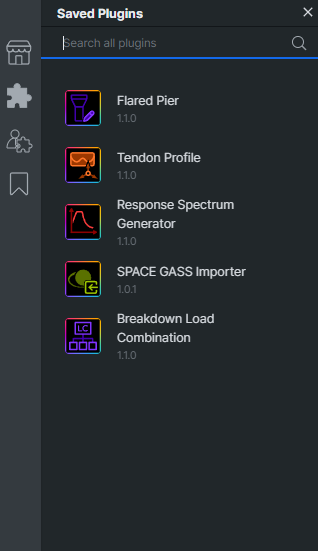 Saved Plugins
Search all plugins
Flared Pier
1.1.0
Tendon Profile
1.1.0
Response Spectrum
Generator
1.1.0
SPACE GASS Importer
1.0.1
LC
Breakdown Load
Combination
1.1.0